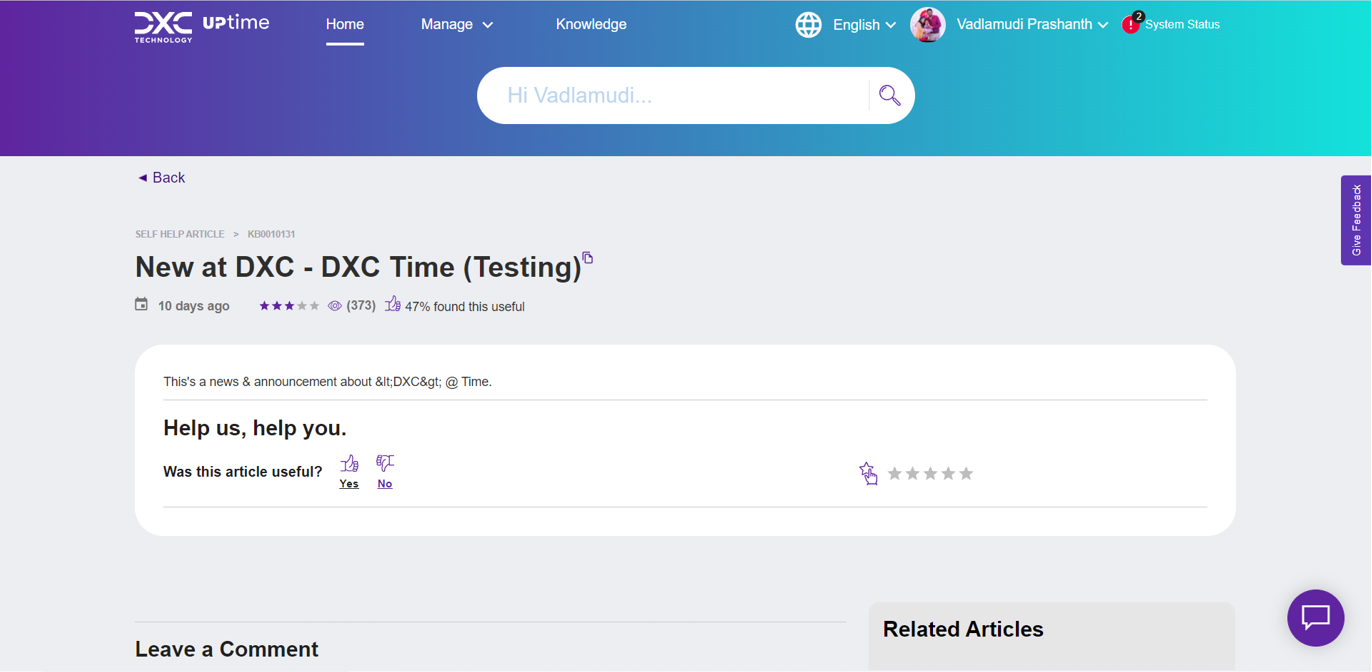 DXC TECHNOLOGY UPtime Home Manage Knowledge English Vadlamudi Prashanth 2 System Status
Hi Vadlamudi...
◄ Back
Give Feedback
SELF HELP ARTICLE > KB0010131
New at DXC - DXC Time (Testing)
10 days ago (373) 47% found this useful
This's a news & announcement about &lt;DXC&gt; @ Time.
Help us, help you.
Was this article useful? Yes No
Leave a Comment
Related Articles